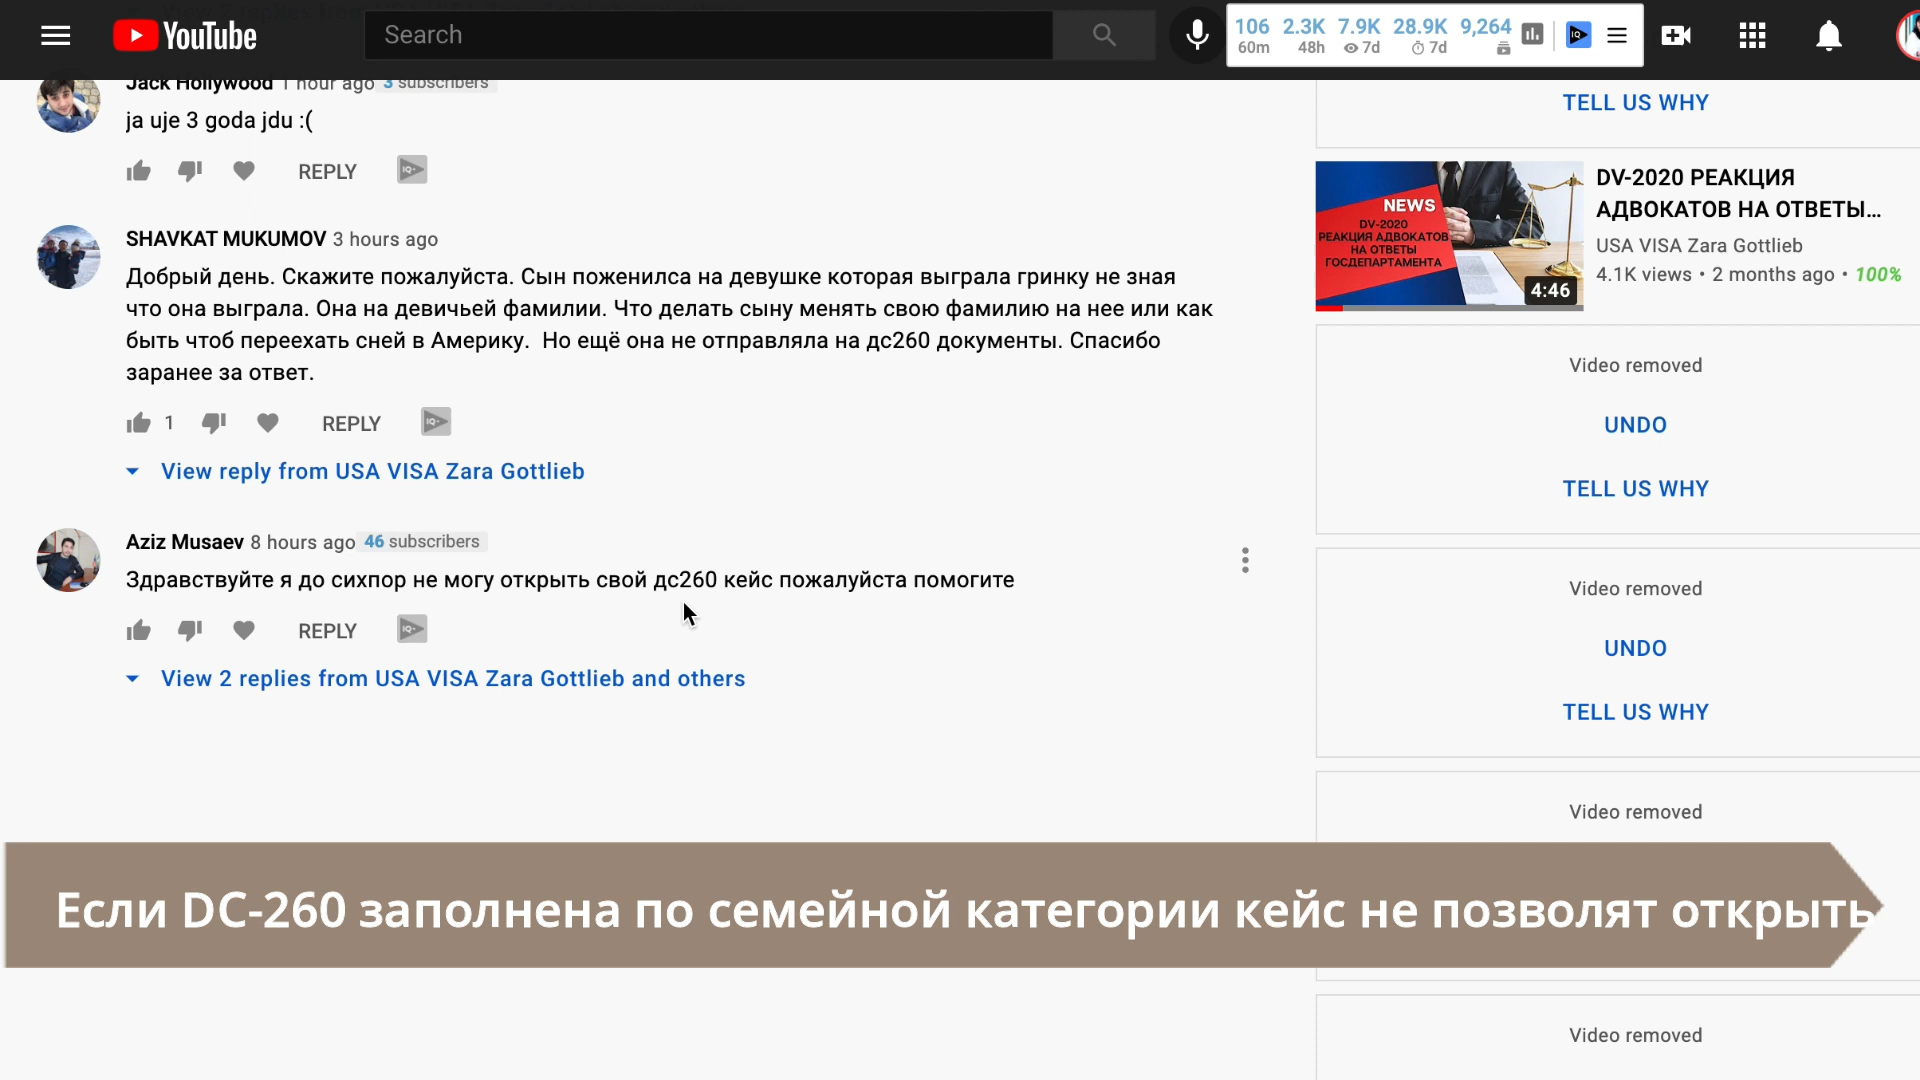 YouTube
Search
106 2.3K 7.9K 28.9K 9,264
60m 48h 7d 7d
Jack Hollywood 1 hour ago 3 subscribers
ja uje 3 goda jdu :(
REPLY
SHAVKAT MUKUMOV 3 hours ago
Добрый день. Скажите пожалуйста. Сын поженилса на девушке которая выграла гринку не зная
что она выграла. Она на девичьей фамилии. Что делать сыну менять свою фамилию на нее или как
быть чтоб переехать сней в Америку. Но ещё она не отправляла на дс260 документы. Спасибо
заранее за ответ.
1 REPLY
View reply from USA VISA Zara Gottlieb
Aziz Musaev 8 hours ago 46 subscribers
Здравствуйте я до сихпор не могу открыть свой дс260 кейс пожалуйста помогите
REPLY
View 2 replies from USA VISA Zara Gottlieb and others
TELL US WHY
NEWS
DV-2020
РЕАКЦИЯ АДВОКАТОВ
НА ОТВЕТЫ
ГОСДЕПАРТАМЕНТА
4:46
DV-2020 РЕАКЦИЯ
АДВОКАТОВ НА ОТВЕТЫ...
USA VISA Zara Gottlieb
4.1K views • 2 months ago • 100%
Video removed
UNDO
TELL US WHY
Video removed
UNDO
TELL US WHY
Video removed
Если DC-260 заполнена по семейной категории кейс не позволят открыть
Video removed